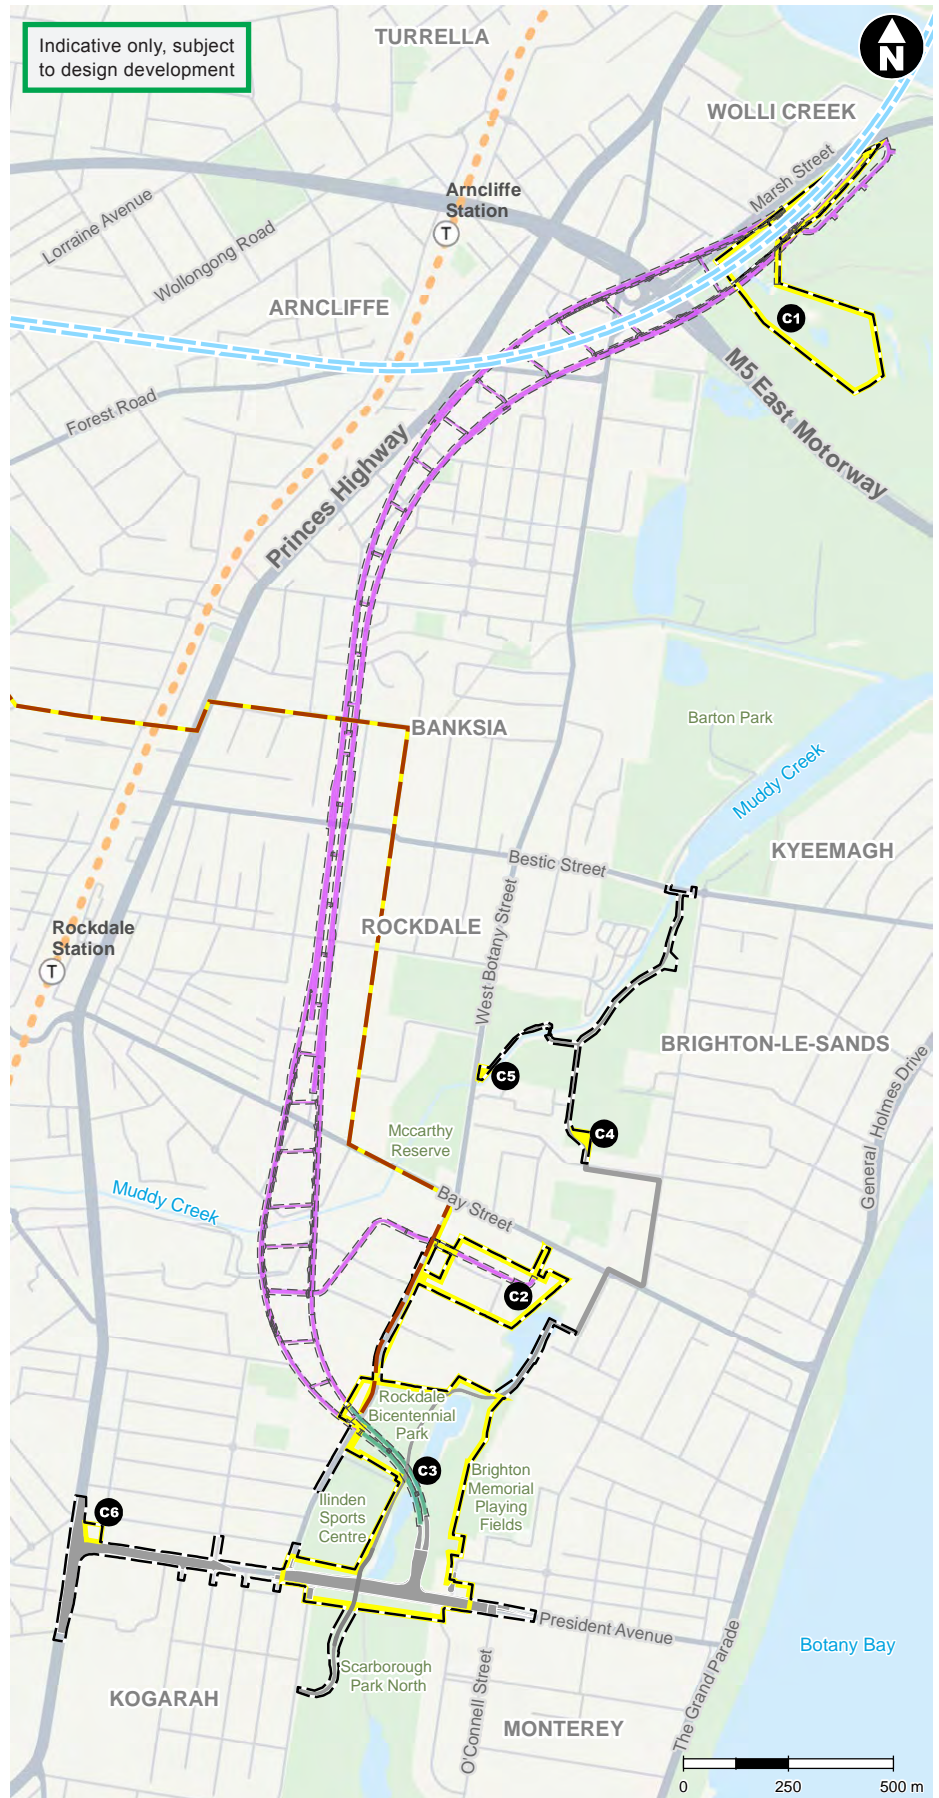 Indicative only, subject
to design development
TURRELLA
N
WOLLI CREEK
Marsh Street
Arncliffe
Station
T
Lorraine Avenue
Wollongong Road
ARNCLIFFE
C1
M5 East Motorway
Forest Road
Princes Highway
BANKSIA
Barton Park
Muddy Creek
KYEEMAGH
Bestic Street
West Botany Street
ROCKDALE
Rockdale
Station
T
BRIGHTON-LE-SANDS
General Holmes Drive
C5
C4
Mccarthy
Reserve
Muddy Creek
Bay Street
C2
Rockdale
Bicentennial
Park
C3
Brighton
Memorial
Playing
Fields
Ilinden
Sports
Centre
C6
President Avenue
Botany Bay
Scarborough
Park North
KOGARAH
O'Connell Street
MONTEREY
The Grand Parade
0 250 500 m